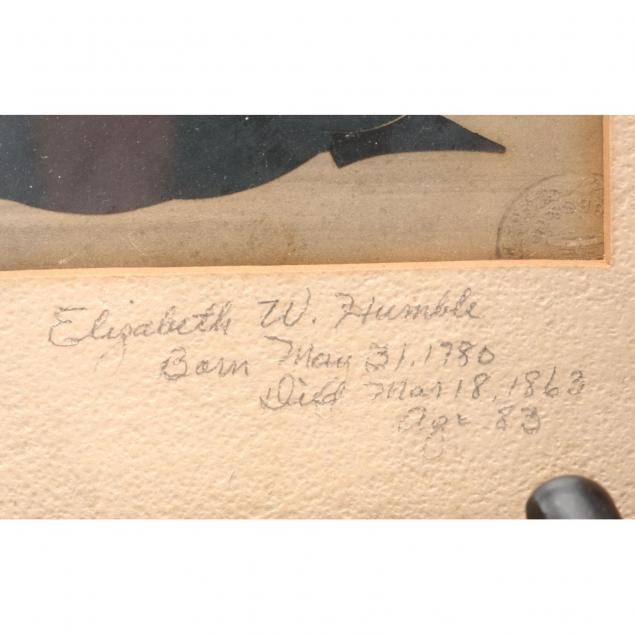 Elizabeth W. Humble
Born May 31, 1780
Died Mar 18, 1863
Age 83